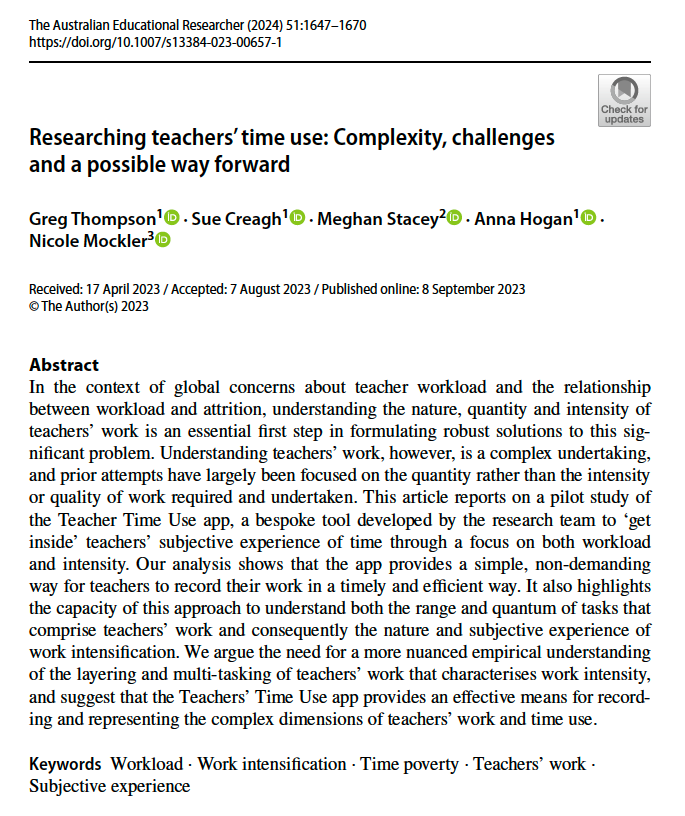 The Australian Educational Researcher (2024) 51:1647–1670
https://doi.org/10.1007/s13384-023-00657-1
Check for
updates
Researching teachers’ time use: Complexity, challenges
and a possible way forward
Greg Thompson¹ · Sue Creagh¹ · Meghan Stacey² · Anna Hogan¹ ·
Nicole Mockler³
Received: 17 April 2023 / Accepted: 7 August 2023 / Published online: 8 September 2023
© The Author(s) 2023
Abstract
In the context of global concerns about teacher workload and the relationship
between workload and attrition, understanding the nature, quantity and intensity of
teachers’ work is an essential first step in formulating robust solutions to this sig-
nificant problem. Understanding teachers’ work, however, is a complex undertaking,
and prior attempts have largely been focused on the quantity rather than the intensity
or quality of work required and undertaken. This article reports on a pilot study of
the Teacher Time Use app, a bespoke tool developed by the research team to ‘get
inside’ teachers’ subjective experience of time through a focus on both workload
and intensity. Our analysis shows that the app provides a simple, non-demanding
way for teachers to record their work in a timely and efficient way. It also highlights
the capacity of this approach to understand both the range and quantum of tasks that
comprise teachers’ work and consequently the nature and subjective experience of
work intensification. We argue the need for a more nuanced empirical understanding
of the layering and multi-tasking of teachers’ work that characterises work intensity,
and suggest that the Teachers’ Time Use app provides an effective means for record-
ing and representing the complex dimensions of teachers’ work and time use.
Keywords Workload · Work intensification · Time poverty · Teachers’ work ·
Subjective experience